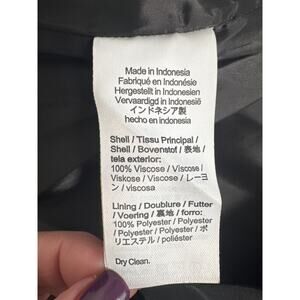 Made in Indonesia
Fabriqué en Indonésie
Hergestellt in Indonesien
Vervaardigd in Indonesië
インドネシア製
hecho en indonesia
Shell / Tissu Principal /
Shell / Bovenstof / 表地 /
tela exterior:
100% Viscose / Viscose /
Viskose / Viscose / レーヨ
ン / viscosa
Lining / Doublure / Futter
/ Voering / 裏地 / forro:
100% Polyester / Polyester
/ Polyester / Polyester / ポ
リエステル / poliéster
Dry Clean.